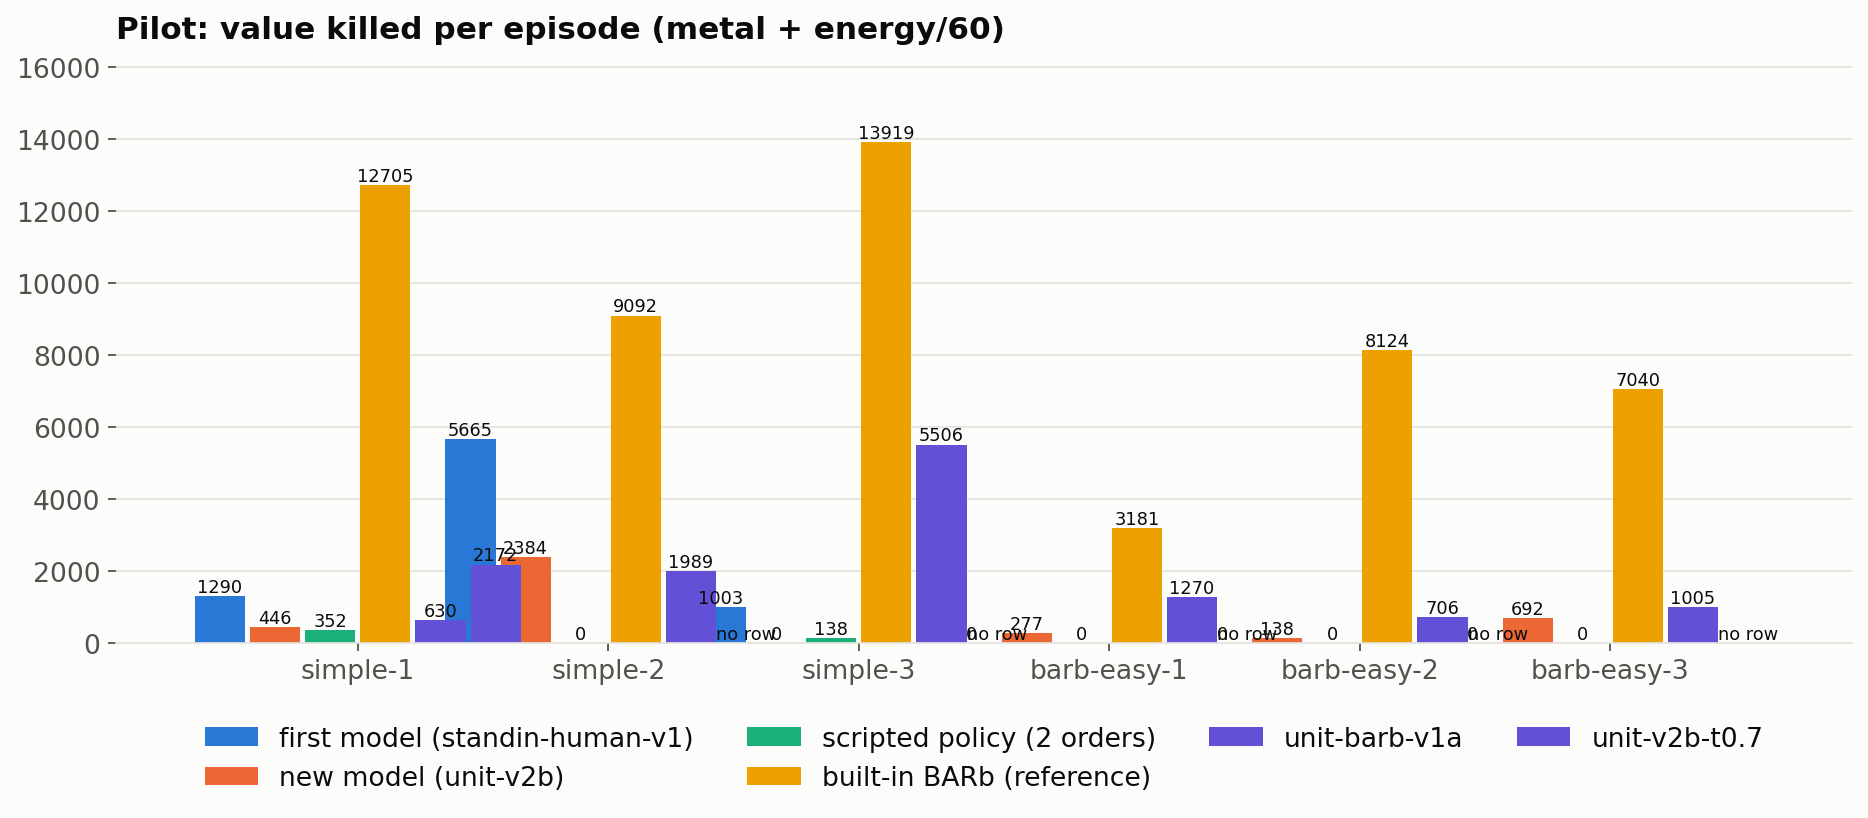 Pilot: value killed per episode (metal + energy/60)
16000
14000
12000
10000
8000
6000
4000
2000
0
1290
446
352
12705
630
2172
5665
2384
0
9092
1989
no row
1003
0
138
13919
5506
no row
0
277
0
3181
1270
no row
0
138
0
8124
706
no row
0
692
0
7040
1005
no row
simple-1
simple-2
simple-3
barb-easy-1
barb-easy-2
barb-easy-3
first model (standin-human-v1)
new model (unit-v2b)
scripted policy (2 orders)
built-in BARb (reference)
unit-barb-v1a
unit-v2b-t0.7